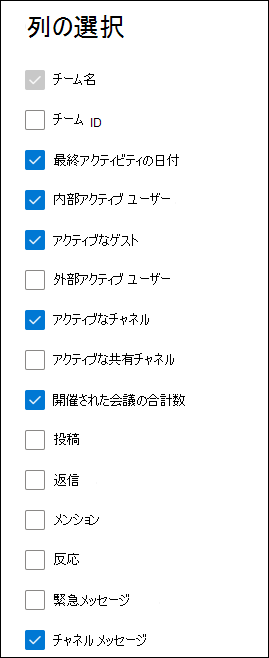 列の選択
チーム名
チーム ID
最終アクティビティの日付
内部アクティブ ユーザー
アクティブなゲスト
外部アクティブ ユーザー
アクティブなチャネル
アクティブな共有チャネル
開催された会議の合計数
投稿
返信
メンション
反応
緊急メッセージ
チャネル メッセージ